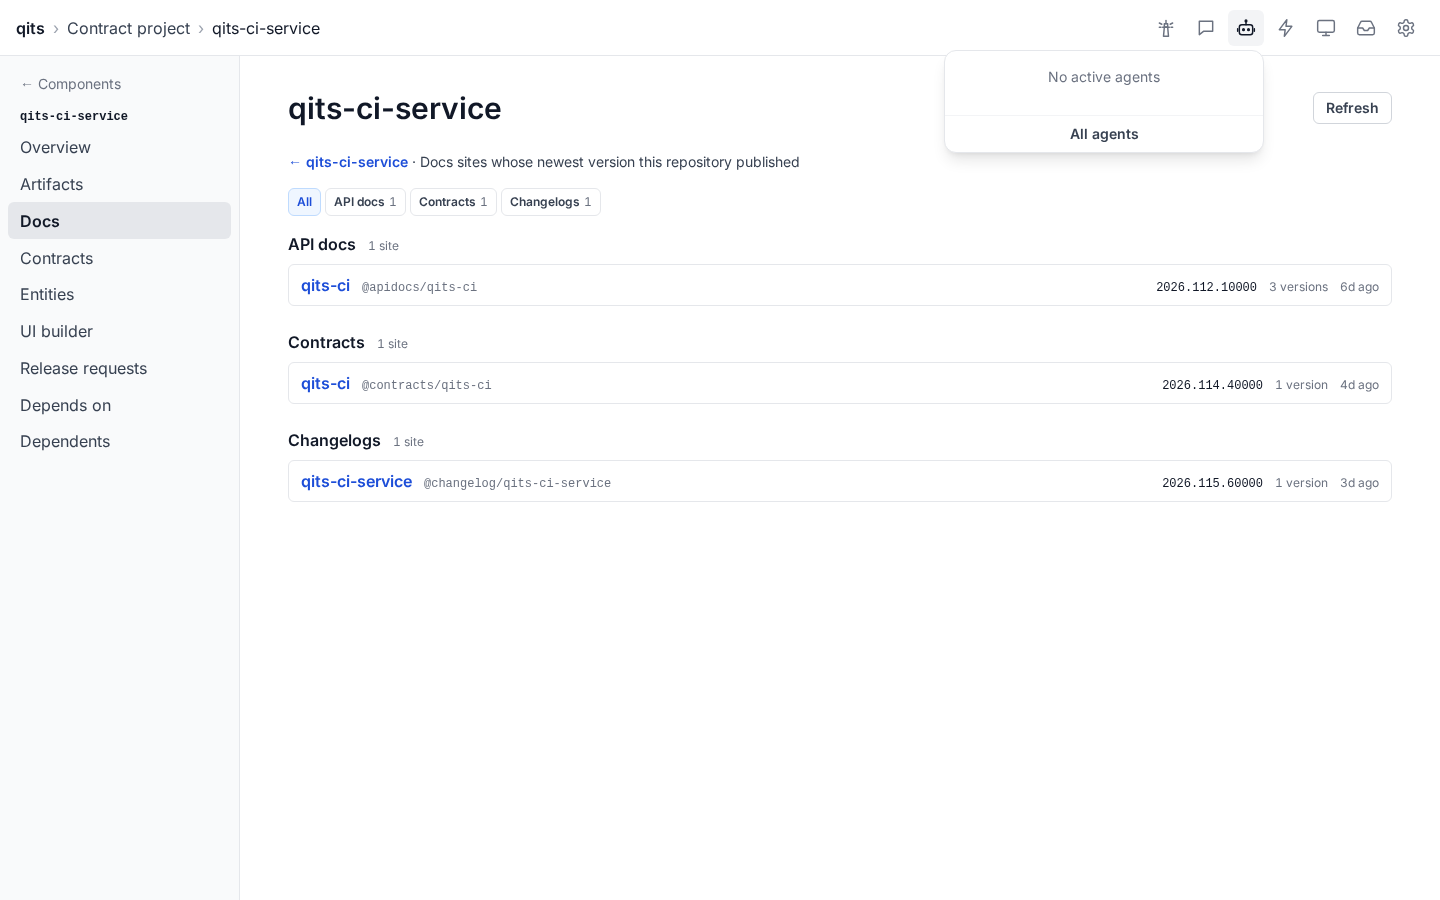 qits › Contract project › qits-ci-service
No active agents
All agents
← Components
qits-ci-service
Overview
Artifacts
Docs
Contracts
Entities
UI builder
Release requests
Depends on
Dependents
qits-ci-service
Refresh
← qits-ci-service · Docs sites whose newest version this repository published
All API docs 1 Contracts 1 Changelogs 1
API docs 1 site
qits-ci @apidocs/qits-ci 2026.112.10000 3 versions 6d ago
Contracts 1 site
qits-ci @contracts/qits-ci 2026.114.40000 1 version 4d ago
Changelogs 1 site
qits-ci-service @changelog/qits-ci-service 2026.115.60000 1 version 3d ago